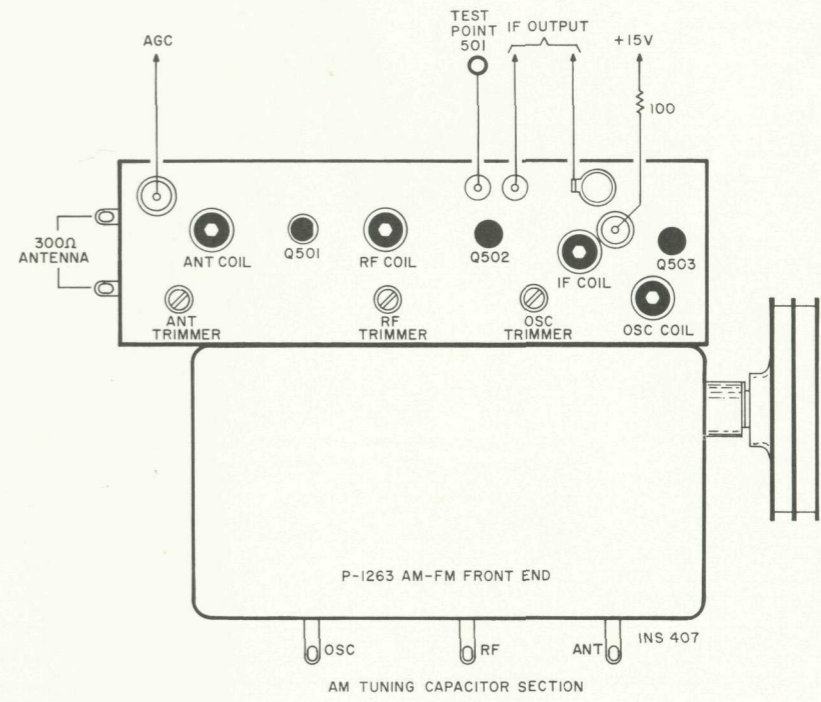 TEST
POINT
501
IF OUTPUT
AGC
+15V
100
300Ω
ANTENNA
ANT COIL
Q501
RF COIL
Q502
IF COIL
Q503
ANT
TRIMMER
RF
TRIMMER
OSC
TRIMMER
OSC COIL
P-1263 AM-FM FRONT END
INS 407
OSC
RF
ANT
AM TUNING CAPACITOR SECTION